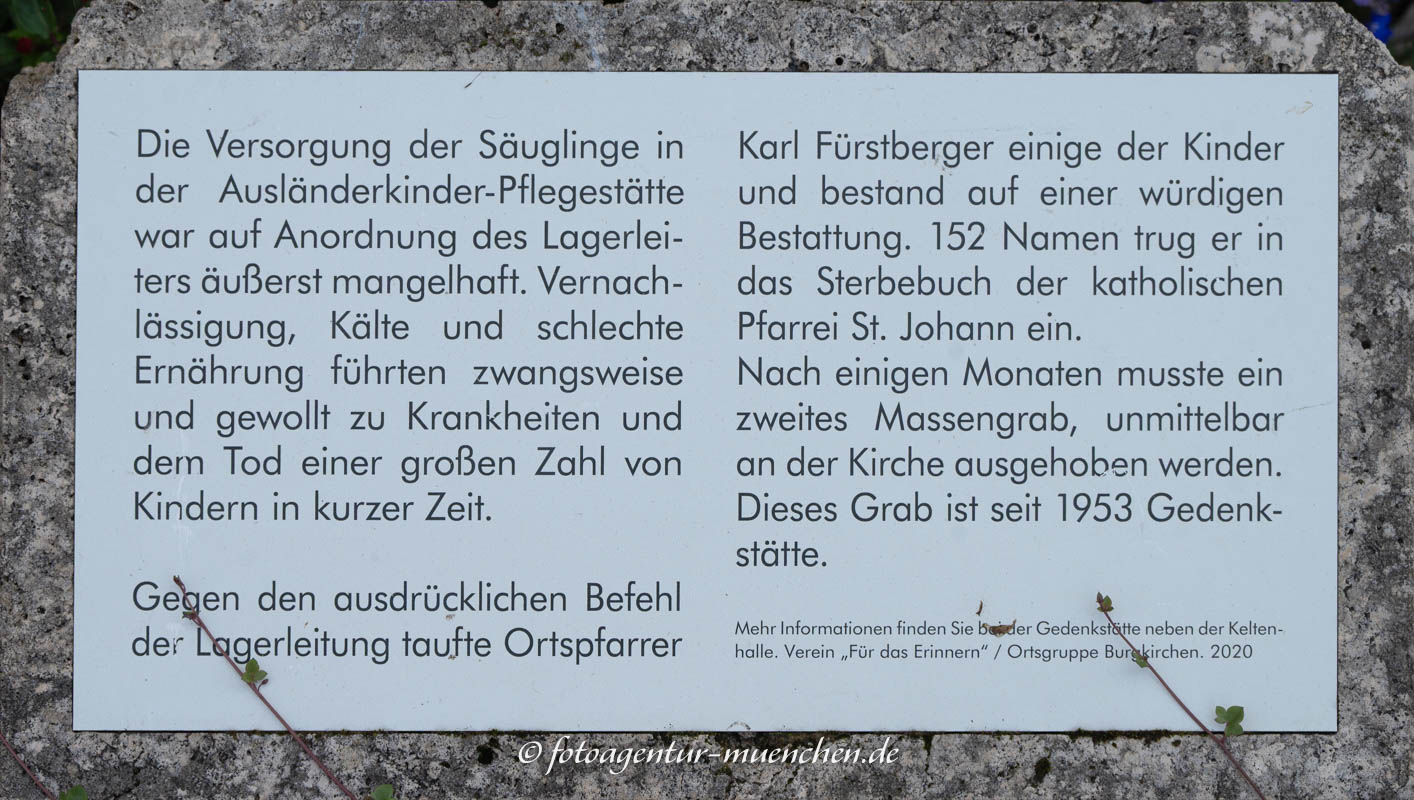 Die Versorgung der Säuglinge in
der Ausländerkinder-Pflegestätte
war auf Anordnung des Lagerlei-
ters äußerst mangelhaft. Vernach-
lässigung, Kälte und schlechte
Ernährung führten zwangsweise
und gewollt zu Krankheiten und
dem Tod einer großen Zahl von
Kindern in kurzer Zeit.
Gegen den ausdrücklichen Befehl
der Lagerleitung taufte Ortspfarrer
Karl Fürstberger einige der Kinder
und bestand auf einer würdigen
Bestattung. 152 Namen trug er in
das Sterbebuch der katholischen
Pfarrei St. Johann ein.
Nach einigen Monaten musste ein
zweites Massengrab, unmittelbar
an der Kirche ausgehoben werden.
Dieses Grab ist seit 1953 Gedenk-
stätte.
Mehr Informationen finden Sie bei der Gedenkstätte neben der Kelten-
halle. Verein „Für das Erinnern“ / Ortsgruppe Burgkirchen. 2020
© fotoagentur-muenchen.de